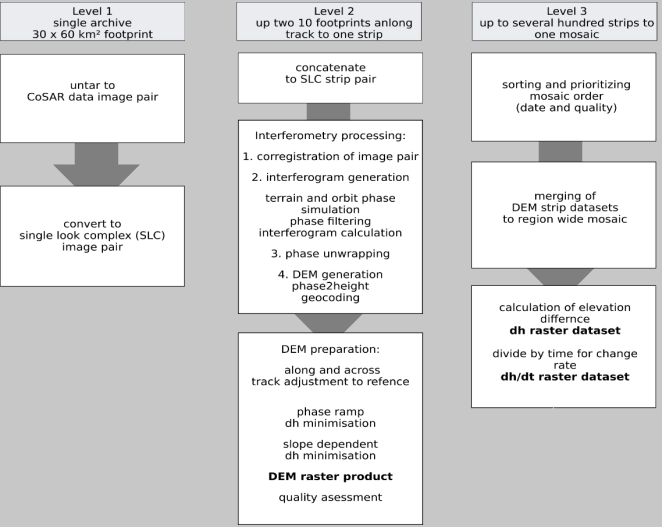 Level 1
single archive
30 x 60 km² footprint
untar to
CoSAR data image pair
convert to
single look complex (SLC)
image pair
Level 2
up two 10 footprints anlong
track to one strip
concatenate
to SLC strip pair
Interferometry processing:
1. corregistration of image pair
2. interferogram generation
terrain and orbit phase
simulation
phase filtering
interferogram calculation
3. phase unwrapping
4. DEM generation
phase2height
geocoding
DEM preparation:
along and across
track adjustment to refence
phase ramp
dh minimisation
slope dependent
dh minimisation
DEM raster product
quality asessment
Level 3
up to several hundred strips to
one mosaic
sorting and prioritizing
mosaic order
(date and quality)
merging of
DEM strip datasets
to region wide mosaic
calculation of elevation
differnce
dh raster dataset
divide by time for change
rate
dh/dt raster dataset